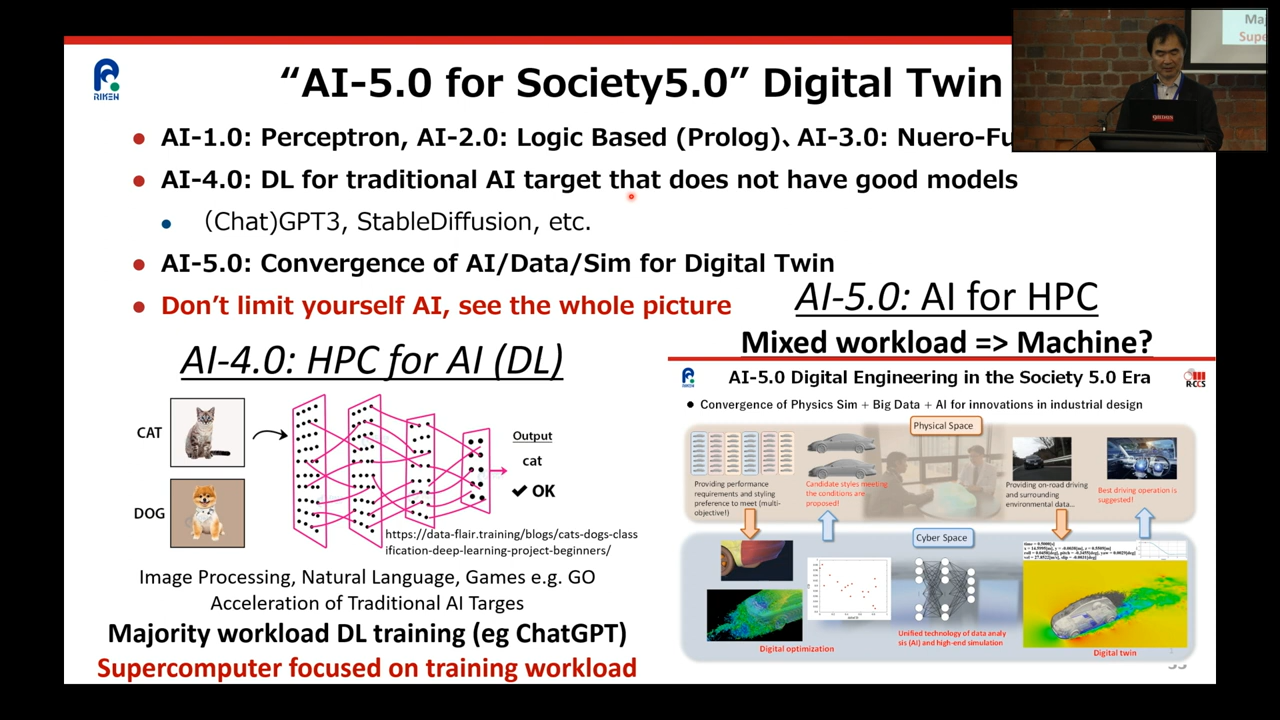 "AI-5.0 for Society5.0" Digital Twin
RIKEN
• AI-1.0: Perceptron, AI-2.0: Logic Based (Prolog)、AI-3.0: Nuero-Fu
• AI-4.0: DL for traditional AI target that does not have good models
• （Chat)GPT3, StableDiffusion, etc.
• AI-5.0: Convergence of AI/Data/Sim for Digital Twin
• Don't limit yourself AI, see the whole picture
AI-4.0: HPC for AI (DL)
CAT
DOG
Output
cat
✔ OK
https://data-flair.training/blogs/cats-dogs-class
ification-deep-learning-project-beginners/
Image Processing, Natural Language, Games e.g. GO
Acceleration of Traditional AI Targes
Majority workload DL training (eg ChatGPT)
Supercomputer focused on training workload
AI-5.0: AI for HPC
Mixed workload => Machine?
AI-5.0 Digital Engineering in the Society 5.0 Era
R-CCS
● Convergence of Physics Sim + Big Data + AI for innovations in industrial design
Physical Space
Providing performance
requirements and styling
preference to meet (multi-
objective!)
Candidate styles meeting
the conditions are
proposed!
Providing on-road driving
and surrounding
environmental data...
Best driving operation is
suggested!
Cyber Space
Digital optimization
Unified technology of data analy
sis (AI) and high-end simulation
Digital twin
Maj
Supe